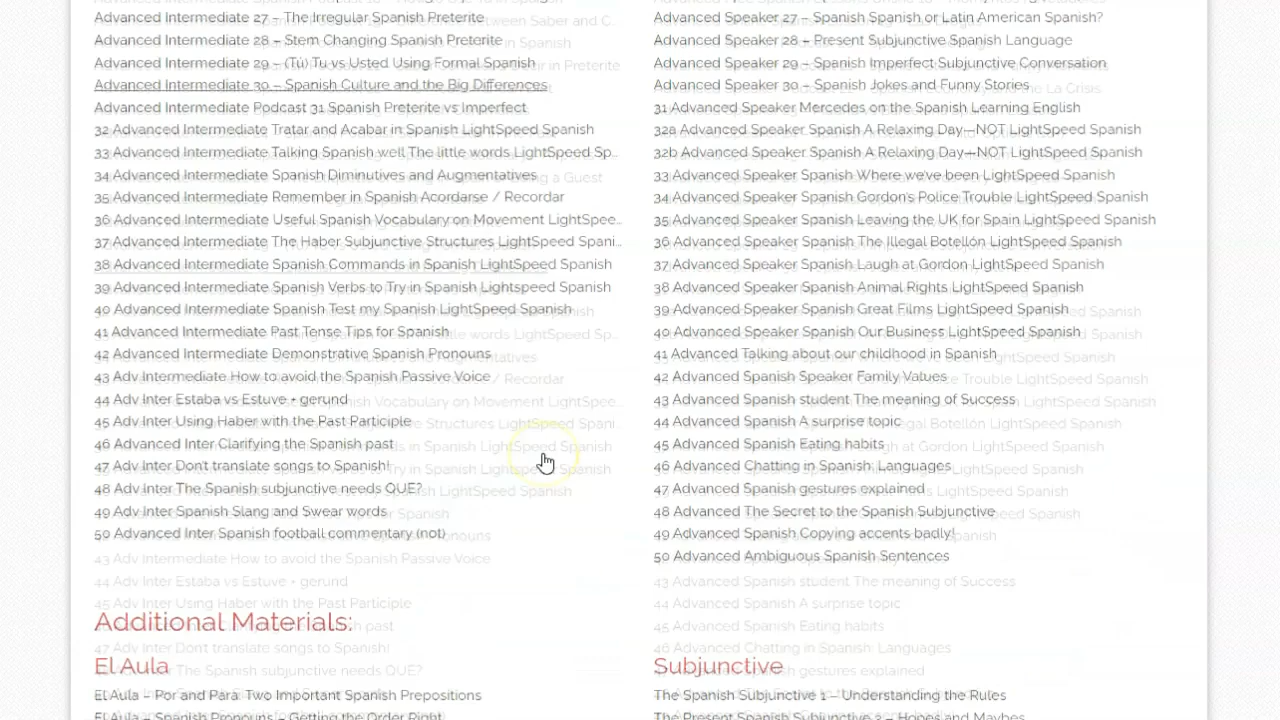 Advanced Intermediate 27 – The Irregular Spanish Preterite
Advanced Intermediate 28 – Stem Changing Spanish Preterite
Advanced Intermediate 29 – (Tú) Tu vs Usted Using Formal Spanish
Advanced Intermediate 30 – Spanish Culture and the Big Differences
Advanced Intermediate Podcast 31 Spanish Preterite vs Imperfect
32 Advanced Intermediate Tratar and Acabar in Spanish LightSpeed Spanish
33 Advanced Intermediate Talking Spanish well The little words LightSpeed Sp...
34 Advanced Intermediate Spanish Diminutives and Augmentatives
35 Advanced Intermediate Remember in Spanish Acordarse / Recordar
36 Advanced Intermediate Useful Spanish Vocabulary on Movement LightSpee...
37 Advanced Intermediate The Haber Subjunctive Structures LightSpeed Spani...
38 Advanced Intermediate Spanish Commands in Spanish LightSpeed Spanish
39 Advanced Intermediate Spanish Verbs to Try in Spanish Lightspeed Spanish
40 Advanced Intermediate Spanish Test my Spanish LightSpeed Spanish
41 Advanced Intermediate Past Tense Tips for Spanish
42 Advanced Intermediate Demonstrative Spanish Pronouns
43 Adv Intermediate How to avoid the Spanish Passive Voice
44 Adv Inter Estaba vs Estuve + gerund
45 Adv Inter Using Haber with the Past Participle
46 Advanced Inter Clarifying the Spanish past
47 Adv Inter Don't translate songs to Spanish!
48 Adv Inter The Spanish subjunctive needs QUE?
49 Adv Inter Spanish Slang and Swear words
50 Advanced Inter Spanish football commentary (not)
Additional Materials:
El Aula
El Aula – Por and Para: Two Important Spanish Prepositions
El Aula – Spanish Pronouns – Getting the Order Right
Advanced Speaker 27 – Spanish Spanish or Latin American Spanish?
Advanced Speaker 28 – Present Subjunctive Spanish Language
Advanced Speaker 29 – Spanish Imperfect Subjunctive Conversation
Advanced Speaker 30 – Spanish Jokes and Funny Stories
31 Advanced Speaker Mercedes on the Spanish Learning English
32a Advanced Speaker Spanish A Relaxing Day—NOT LightSpeed Spanish
32b Advanced Speaker Spanish A Relaxing Day—NOT LightSpeed Spanish
33 Advanced Speaker Spanish Where we've been LightSpeed Spanish
34 Advanced Speaker Spanish Gordon's Police Trouble LightSpeed Spanish
35 Advanced Speaker Spanish Leaving the UK for Spain LightSpeed Spanish
36 Advanced Speaker Spanish The Illegal Botellón LightSpeed Spanish
37 Advanced Speaker Spanish Laugh at Gordon LightSpeed Spanish
38 Advanced Speaker Spanish Animal Rights LightSpeed Spanish
39 Advanced Speaker Spanish Great Films LightSpeed Spanish
40 Advanced Speaker Spanish Our Business LightSpeed Spanish
41 Advanced Talking about our childhood in Spanish
42 Advanced Spanish Speaker Family Values
43 Advanced Spanish student The meaning of Success
44 Advanced Spanish A surprise topic
45 Advanced Spanish Eating habits
46 Advanced Chatting in Spanish Languages
47 Advanced Spanish gestures explained
48 Advanced The Secret to the Spanish Subjunctive
49 Advanced Spanish Copying accents badly!
50 Advanced Ambiguous Spanish Sentences
Subjunctive
The Spanish Subjunctive 1 – Understanding the Rules
The Present Spanish Subjunctive 2 – Hopes and Maybes